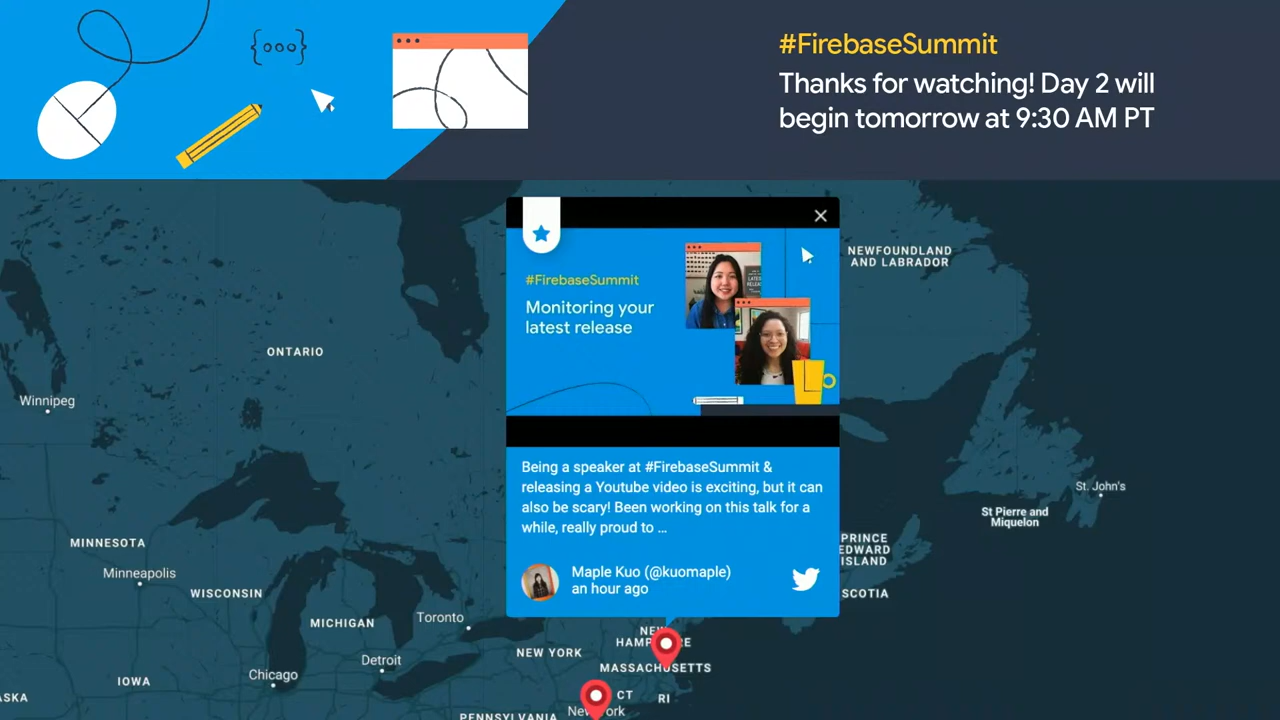 #FirebaseSummit
Thanks for watching! Day 2 will
begin tomorrow at 9:30 AM PT
#FirebaseSummit
Monitoring your
latest release
Being a speaker at #FirebaseSummit &
releasing a Youtube video is exciting, but it can
also be scary! Been working on this talk for a
while, really proud to ...
Maple Kuo (@kuomaple)
an hour ago
NEWFOUNDLAND
AND LABRADOR
ONTARIO
Winnipeg
St. John's
St Pierre and
Miquelon
PRINCE
EDWARD
ISLAND
SCOTIA
MINNESOTA
Minneapolis
WISCONSIN
MICHIGAN
Toronto
NEW YORK
Detroit
Chicago
IOWA
MASSACHUSETTS
CT
RI
PENNSYLVANIA